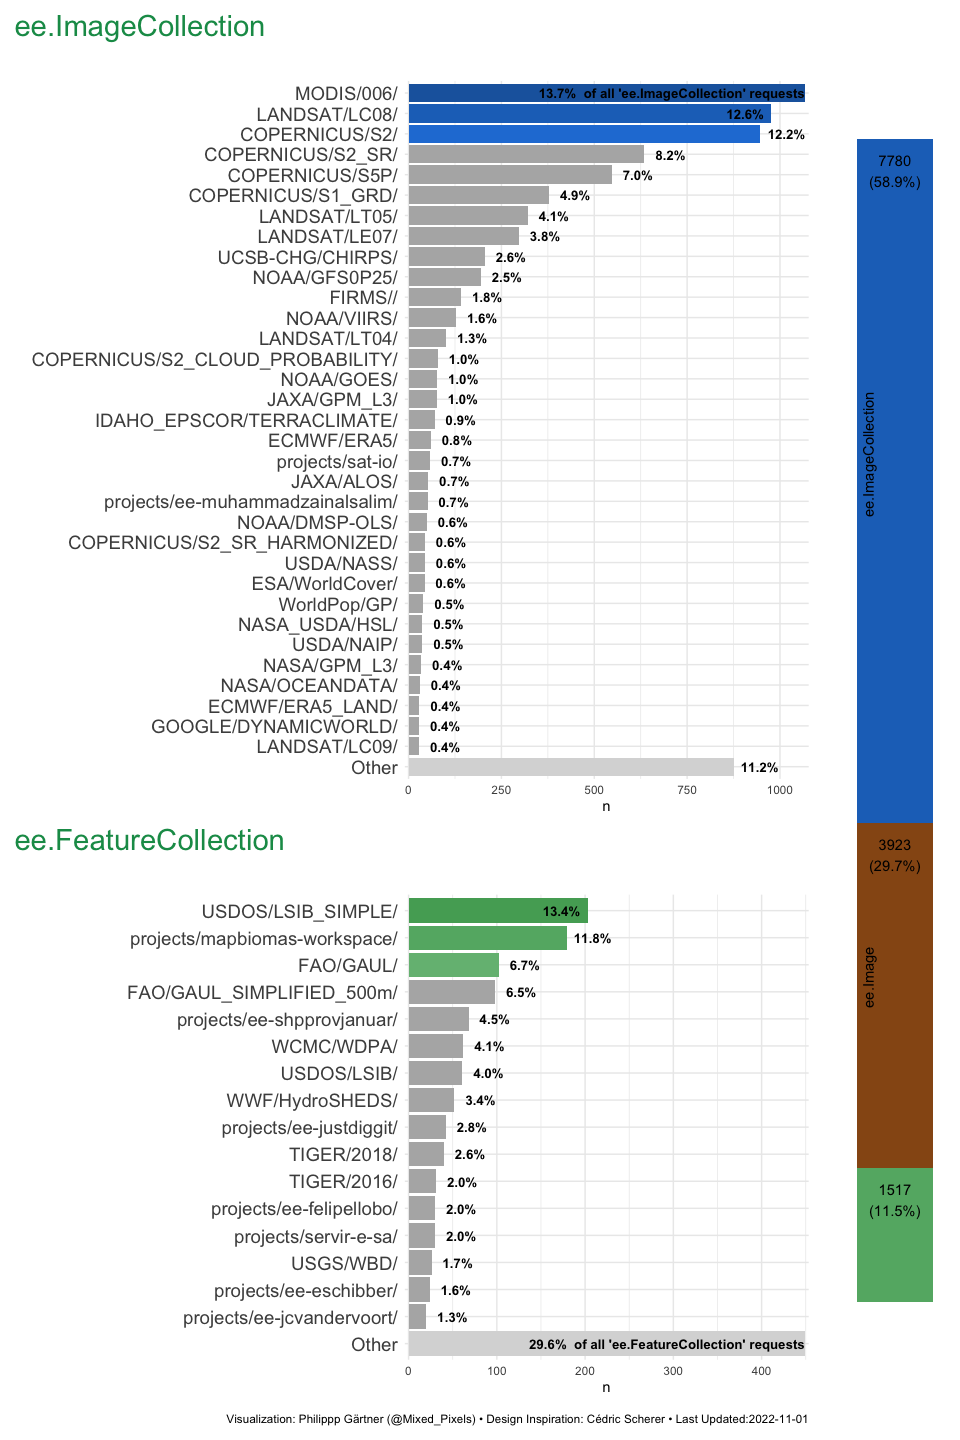 ee.ImageCollection
MODIS/006/ 13.7% of all 'ee.ImageCollection' requests
LANDSAT/LC08/ 12.6%
COPERNICUS/S2/ 12.2%
COPERNICUS/S2_SR/ 8.2%
COPERNICUS/S5P/ 7.0%
COPERNICUS/S1_GRD/ 4.9%
LANDSAT/LT05/ 4.1%
LANDSAT/LE07/ 3.8%
UCSB-CHG/CHIRPS/ 2.6%
NOAA/GFS0P25/ 2.5%
FIRMS// 1.8%
NOAA/VIIRS/ 1.6%
LANDSAT/LT04/ 1.3%
COPERNICUS/S2_CLOUD_PROBABILITY/ 1.0%
NOAA/GOES/ 1.0%
JAXA/GPM_L3/ 1.0%
IDAHO_EPSCOR/TERRACLIMATE/ 0.9%
ECMWF/ERA5/ 0.8%
projects/sat-io/ 0.7%
JAXA/ALOS/ 0.7%
projects/ee-muhammadzainalsalim/ 0.7%
NOAA/DMSP-OLS/ 0.6%
COPERNICUS/S2_SR_HARMONIZED/ 0.6%
USDA/NASS/ 0.6%
ESA/WorldCover/ 0.6%
WorldPop/GP/ 0.5%
NASA_USDA/HSL/ 0.5%
USDA/NAIP/ 0.5%
NASA/GPM_L3/ 0.4%
NASA/OCEANDATA/ 0.4%
ECMWF/ERA5_LAND/ 0.4%
GOOGLE/DYNAMICWORLD/ 0.4%
LANDSAT/LC09/ 0.4%
Other 11.2%
0 250 500 750 1000
n
ee.FeatureCollection
USDOS/LSIB_SIMPLE/ 13.4%
projects/mapbiomas-workspace/ 11.8%
FAO/GAUL/ 6.7%
FAO/GAUL_SIMPLIFIED_500m/ 6.5%
projects/ee-shpprovjanuar/ 4.5%
WCMC/WDPA/ 4.1%
USDOS/LSIB/ 4.0%
WWF/HydroSHEDS/ 3.4%
projects/ee-justdiggit/ 2.8%
TIGER/2018/ 2.6%
TIGER/2016/ 2.0%
projects/ee-felipellobo/ 2.0%
projects/servir-e-sa/ 2.0%
USGS/WBD/ 1.7%
projects/ee-eschibber/ 1.6%
projects/ee-jcvandervoort/ 1.3%
Other 29.6% of all 'ee.FeatureCollection' requests
0 100 200 300 400
n
7780
(58.9%)
ee.ImageCollection
3923
(29.7%)
ee.Image
1517
(11.5%)
Visualization: Philippp Gärtner (@Mixed_Pixels) • Design Inspiration: Cédric Scherer • Last Updated:2022-11-01